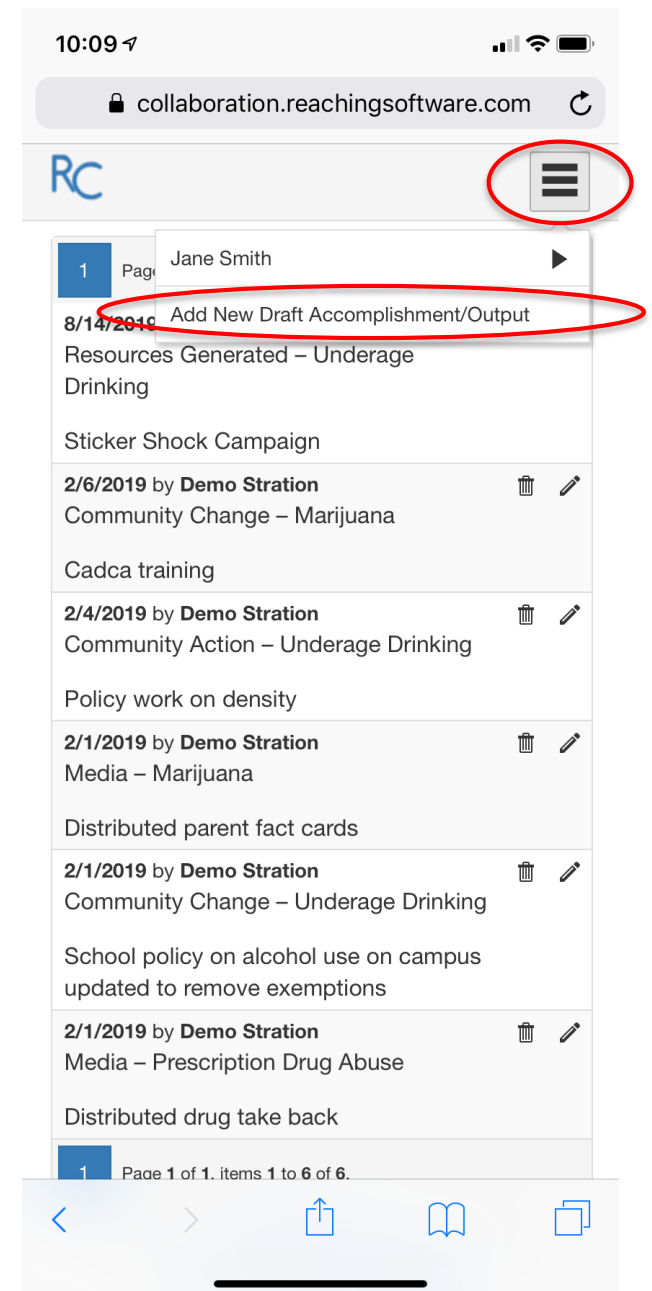 10:09
collaboration.reachingsoftware.com
RC
1
Jane Smith
Add New Draft Accomplishment/Output
8/14/2019
Resources Generated – Underage
Drinking
Sticker Shock Campaign
2/6/2019 by Demo Stration
Community Change – Marijuana
Cadca training
2/4/2019 by Demo Stration
Community Action – Underage Drinking
Policy work on density
2/1/2019 by Demo Stration
Media – Marijuana
Distributed parent fact cards
2/1/2019 by Demo Stration
Community Change – Underage Drinking
School policy on alcohol use on campus
updated to remove exemptions
2/1/2019 by Demo Stration
Media – Prescription Drug Abuse
Distributed drug take back
1 Page 1 of 1, items 1 to 6 of 6.